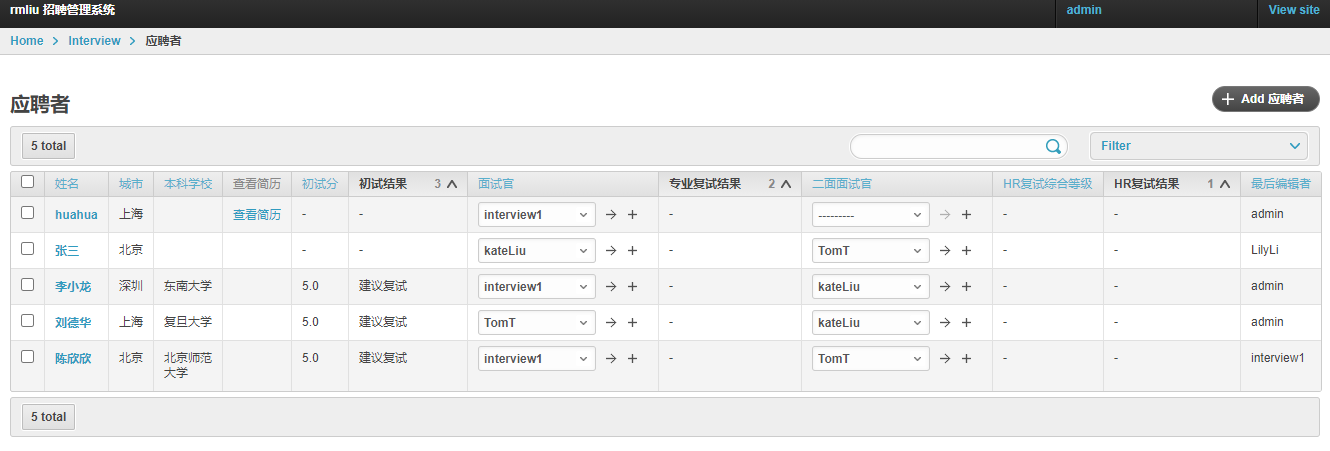 rmliu 招聘管理系统 admin View site
Home > Interview > 应聘者
应聘者 + Add 应聘者
5 total Filter
姓名 城市 本科学校 查看简历 初试分 初试结果 3 面试官 专业复试结果 2 二面面试官 HR复试综合等级 HR复试结果 1 最后编辑者
huahua 上海 查看简历 - - interview1 - --------- - - admin
张三 北京 - - kateLiu - TomT - - LilyLi
李小龙 深圳 东南大学 5.0 建议复试 interview1 - kateLiu - - admin
刘德华 上海 复旦大学 5.0 建议复试 TomT - kateLiu - - admin
陈欣欣 北京 北京师范 5.0 建议复试 interview1 - TomT - - interview1
大学
5 total